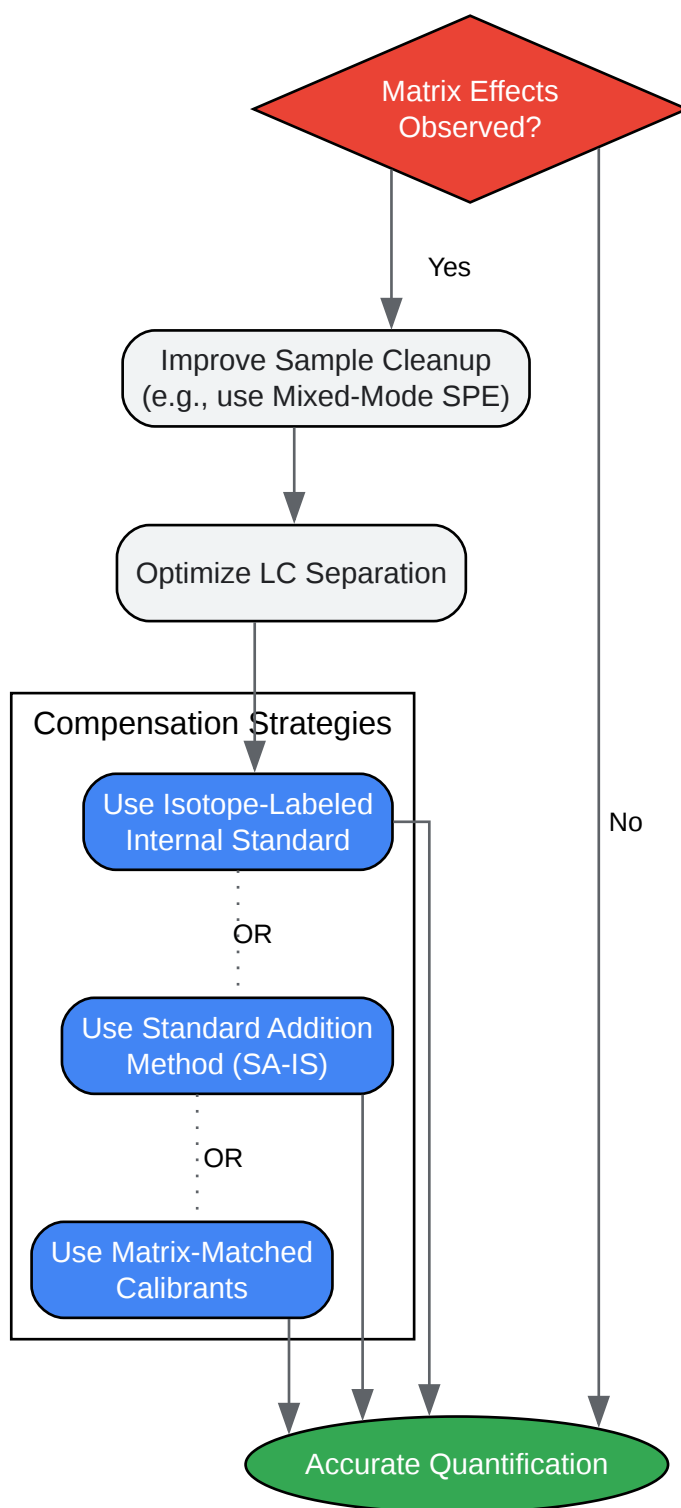 Matrix Effects
Observed?
Yes
Improve Sample Cleanup
(e.g., use Mixed-Mode SPE)
Optimize LC Separation
Compensation Strategies
Use Isotope-Labeled
Internal Standard
No
OR
Use Standard Addition
Method (SA-IS)
OR
Use Matrix-Matched
Calibrants
Accurate Quantification